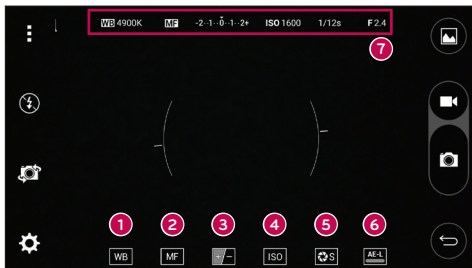 WB 4900K MF -2··1··0··1··2+ ISO 1600 1/12s F 2.4
7
1 2 3 4 5 6
WB MF +/- ISO S AE-L